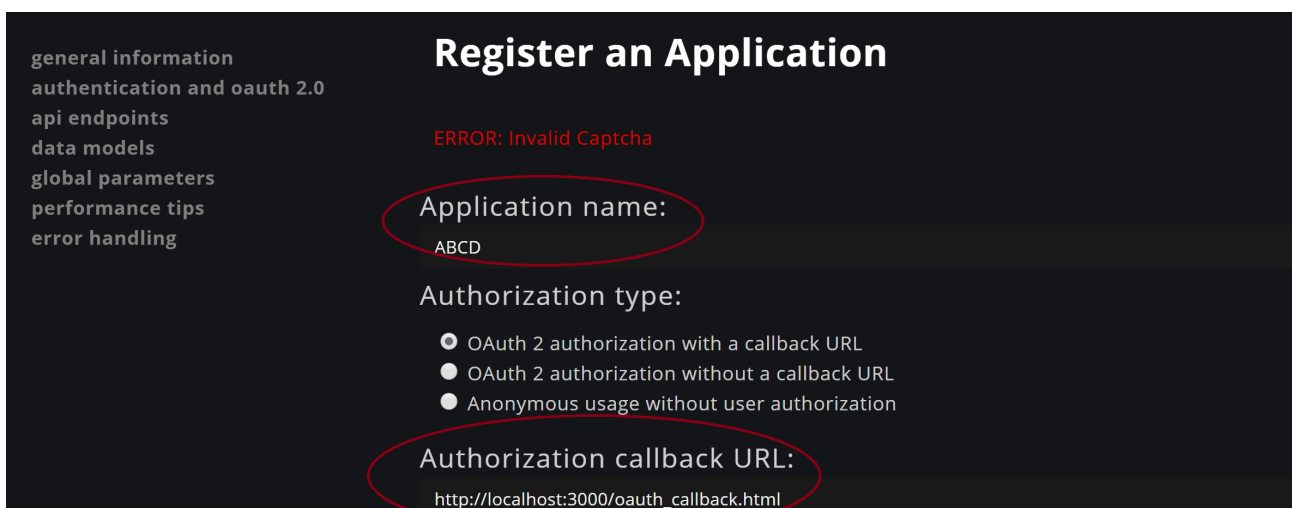 general information
authentication and oauth 2.0
api endpoints
data models
global parameters
performance tips
error handling
Register an Application
ERROR: Invalid Captcha
Application name:
ABCD
Authorization type:
OAuth 2 authorization with a callback URL
OAuth 2 authorization without a callback URL
Anonymous usage without user authorization
Authorization callback URL:
http://localhost:3000/oauth_callback.html